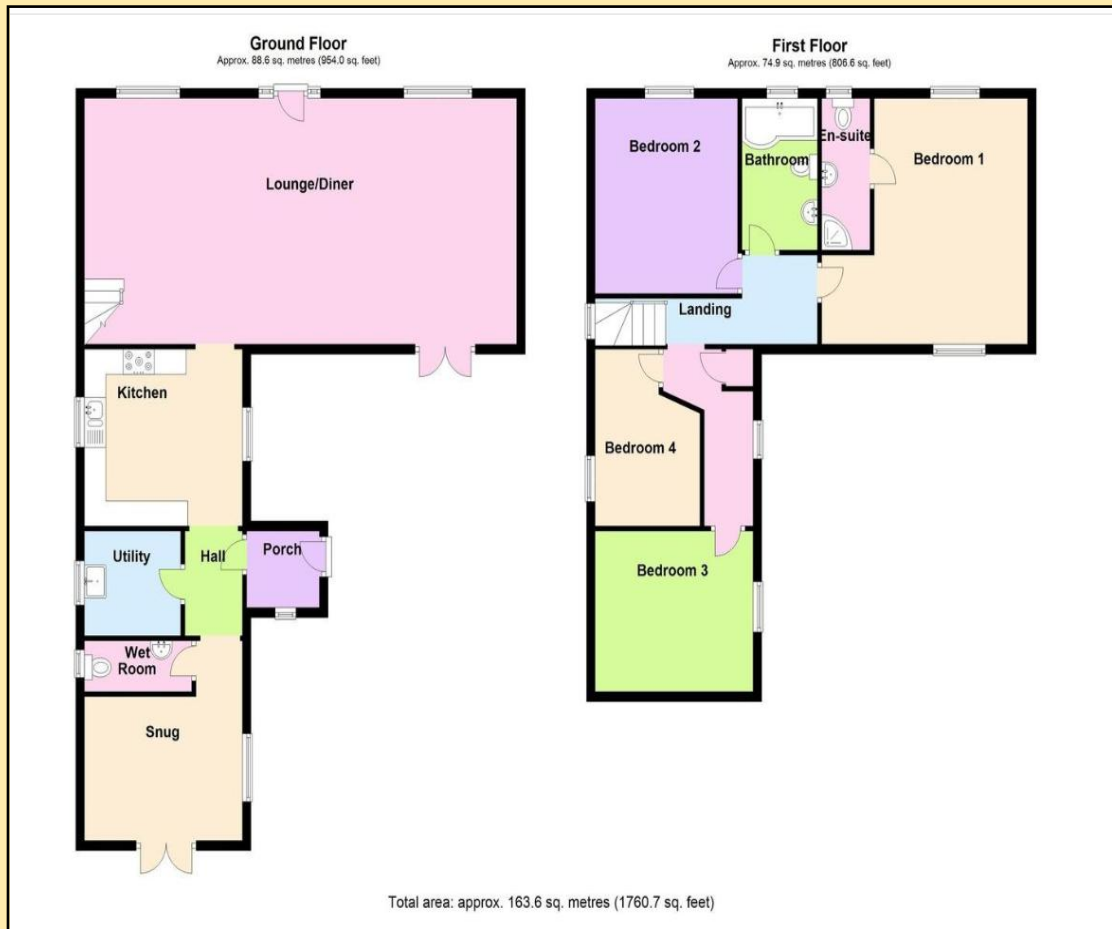 Ground Floor
Approx. 88.6 sq. metres (954.0 sq. feet)
Lounge/Diner
Kitchen
Utility
Hall
Porch
Wet
Room
Snug
First Floor
Approx. 74.9 sq. metres (806.6 sq. feet)
Bedroom 2
Bathroom
En-suite
Bedroom 1
Landing
Bedroom 4
Bedroom 3
Total area: approx. 163.6 sq. metres (1760.7 sq. feet)